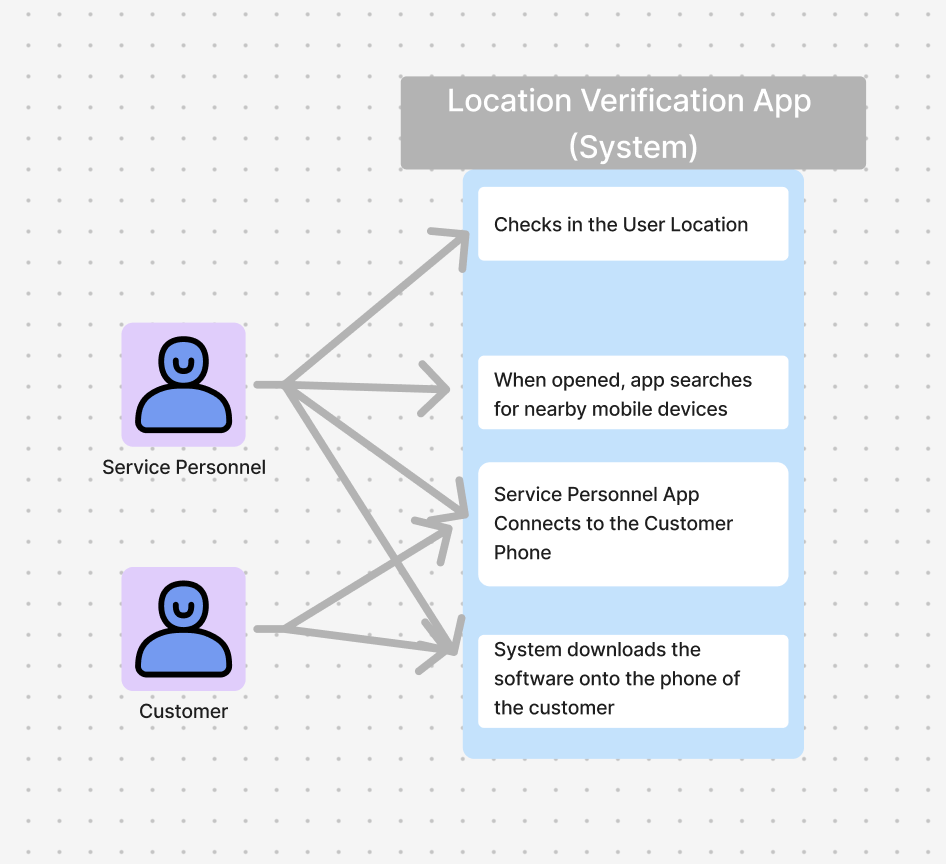 Location Verification App
(System)
Checks in the User Location
When opened, app searches
for nearby mobile devices
Service Personnel
Service Personnel App
Connects to the Customer
Phone
System downloads the
software onto the phone of
the customer
Customer